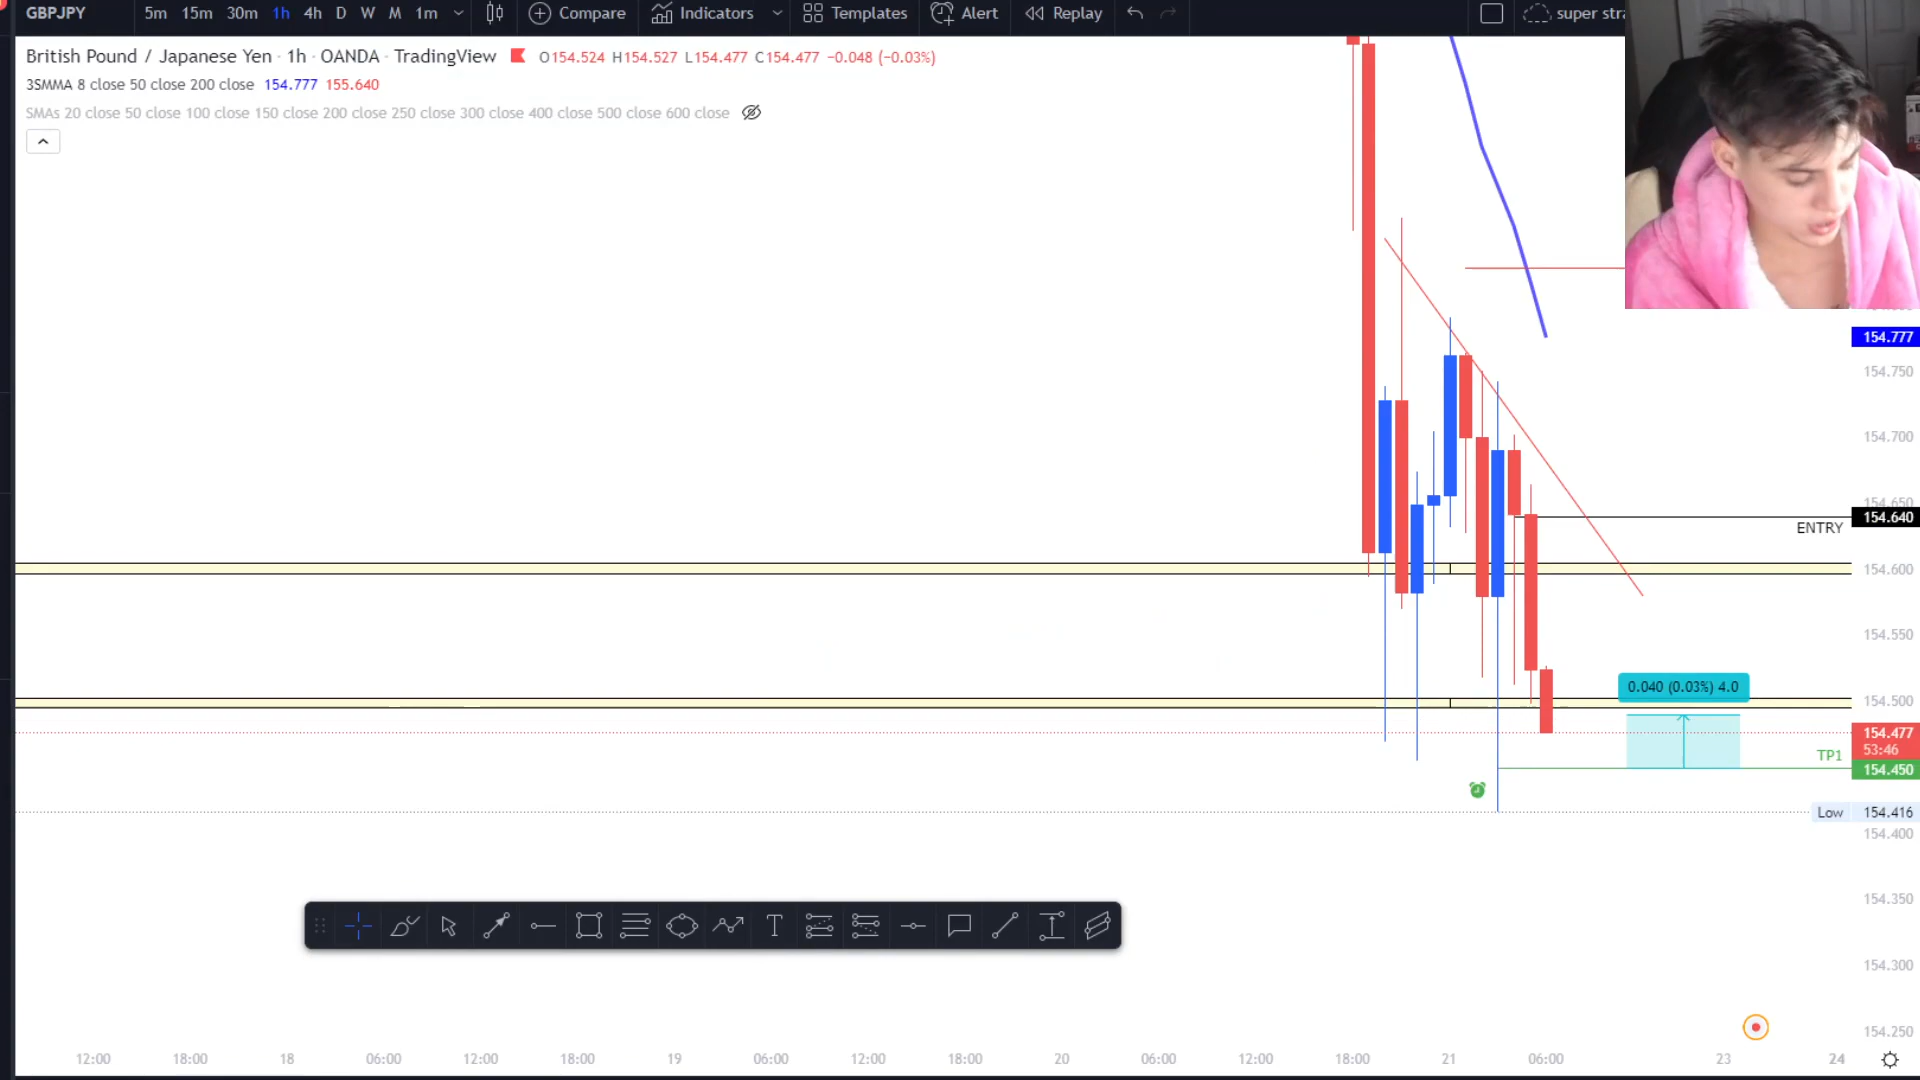 GBPJPY 5m 15m 30m 1h 4h D W M 1m Compare Indicators Templates Alert Replay super stra
British Pound / Japanese Yen · 1h · OANDA · TradingView O154.524 H154.527 L154.477 C154.477 −0.048 (−0.03%)
3SMMA 8 close 50 close 200 close 154.777 155.640
SMAs 20 close 50 close 100 close 150 close 200 close 250 close 300 close 400 close 500 close 600 close
154.777
154.750
154.700
154.650
154.640
ENTRY
154.600
154.550
0.040 (0.03%) 4.0
154.500
154.477
53:46
TP1
154.450
Low 154.416
154.400
154.350
154.300
154.250
12:00 18:00 18 06:00 12:00 18:00 19 06:00 12:00 18:00 20 06:00 12:00 18:00 21 06:00 23 24